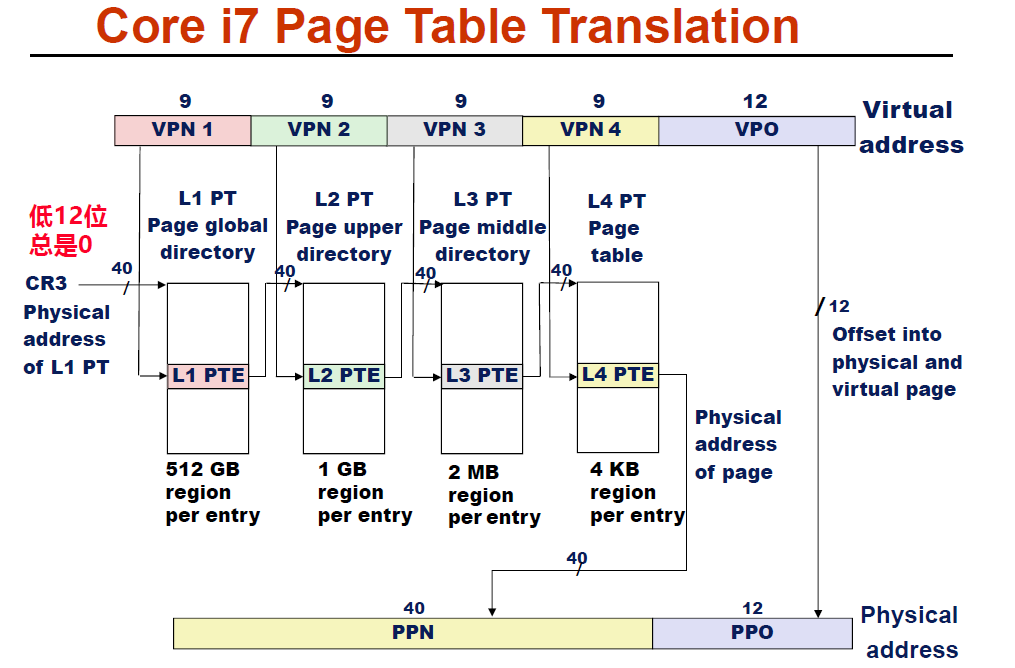 Core i7 Page Table Translation
9
9
9
9
12
VPN 1
VPN 2
VPN 3
VPN 4
VPO
Virtual
address
低12位
总是0
L1 PT
Page global
directory
L2 PT
Page upper
directory
L3 PT
Page middle
directory
L4 PT
Page
table
40
40
40
40
CR3
Physical
address
of L1 PT
L1 PTE
L2 PTE
L3 PTE
L4 PTE
12
Offset into
physical and
virtual page
512 GB
region
per entry
1 GB
region
per entry
2 MB
region
per entry
4 KB
region
per entry
Physical
address
of page
40
40
12
PPN
PPO
Physical
address